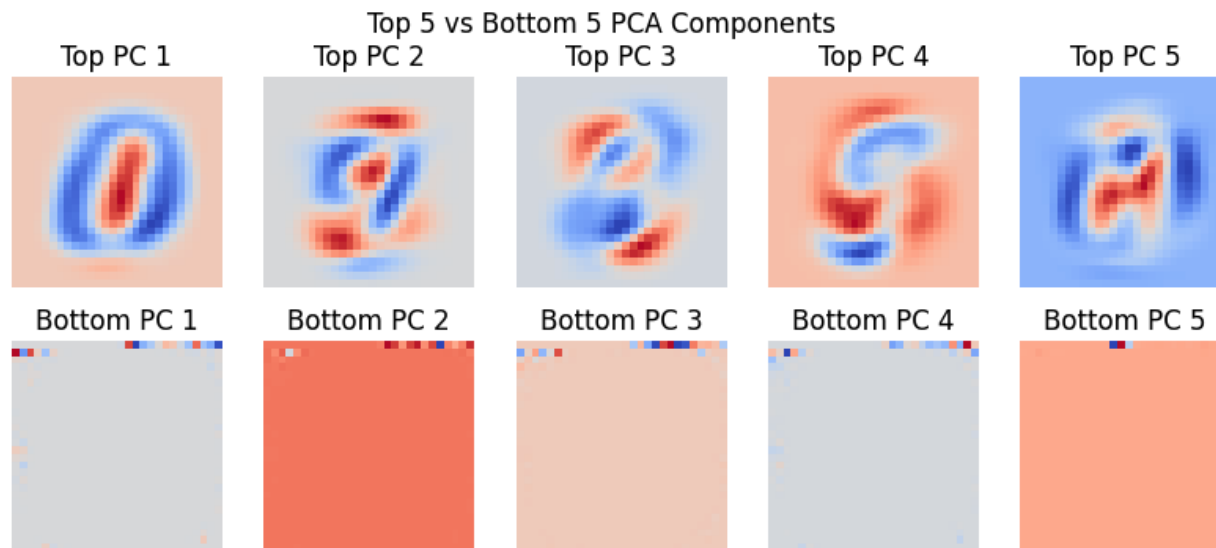 Top 5 vs Bottom 5 PCA Components
Top PC 1 Top PC 2 Top PC 3 Top PC 4 Top PC 5
Bottom PC 1 Bottom PC 2 Bottom PC 3 Bottom PC 4 Bottom PC 5